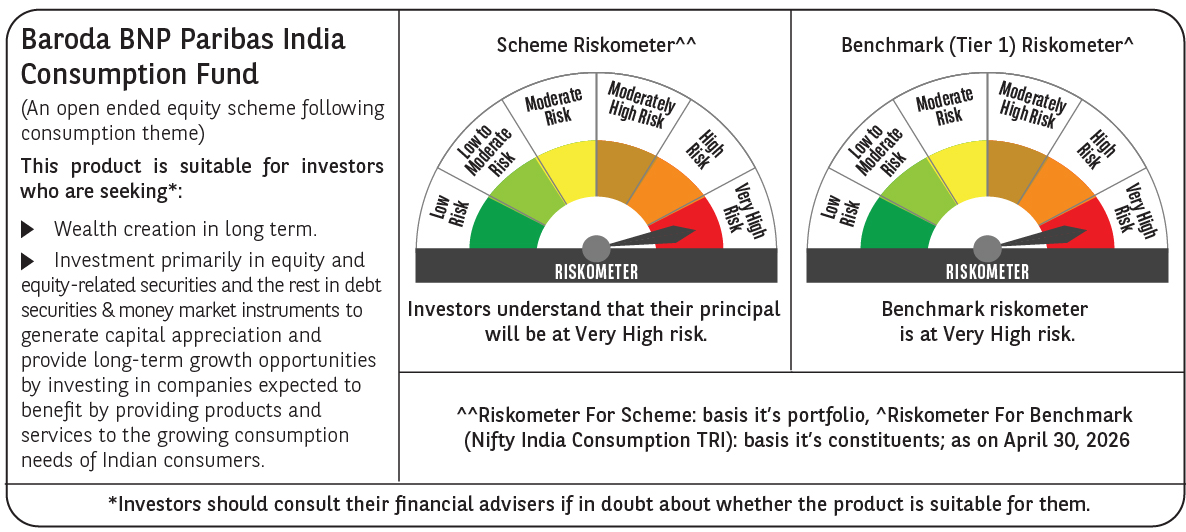 Baroda BNP Paribas India
Consumption Fund
(An open ended equity scheme following
consumption theme)
This product is suitable for investors
who are seeking*:
▶ Wealth creation in long term.
▶ Investment primarily in equity and
equity-related securities and the rest in debt
securities & money market instruments to
generate capital appreciation and
provide long-term growth opportunities
by investing in companies expected to
benefit by providing products and
services to the growing consumption
needs of Indian consumers.
Scheme Riskometer^^
Low
Risk
Low to
Moderate
Risk
Moderate
Risk
Moderately
High Risk
High
Risk
Very High
Risk
RISKOMETER
Investors understand that their principal
will be at Very High risk.
Benchmark (Tier 1) Riskometer^
Low
Risk
Low to
Moderate
Risk
Moderate
Risk
Moderately
High Risk
High
Risk
Very High
Risk
RISKOMETER
Benchmark riskometer
is at Very High risk.
^^Riskometer For Scheme: basis it's portfolio, ^Riskometer For Benchmark
(Nifty India Consumption TRI): basis it's constituents; as on April 30, 2026
*Investors should consult their financial advisers if in doubt about whether the product is suitable for them.